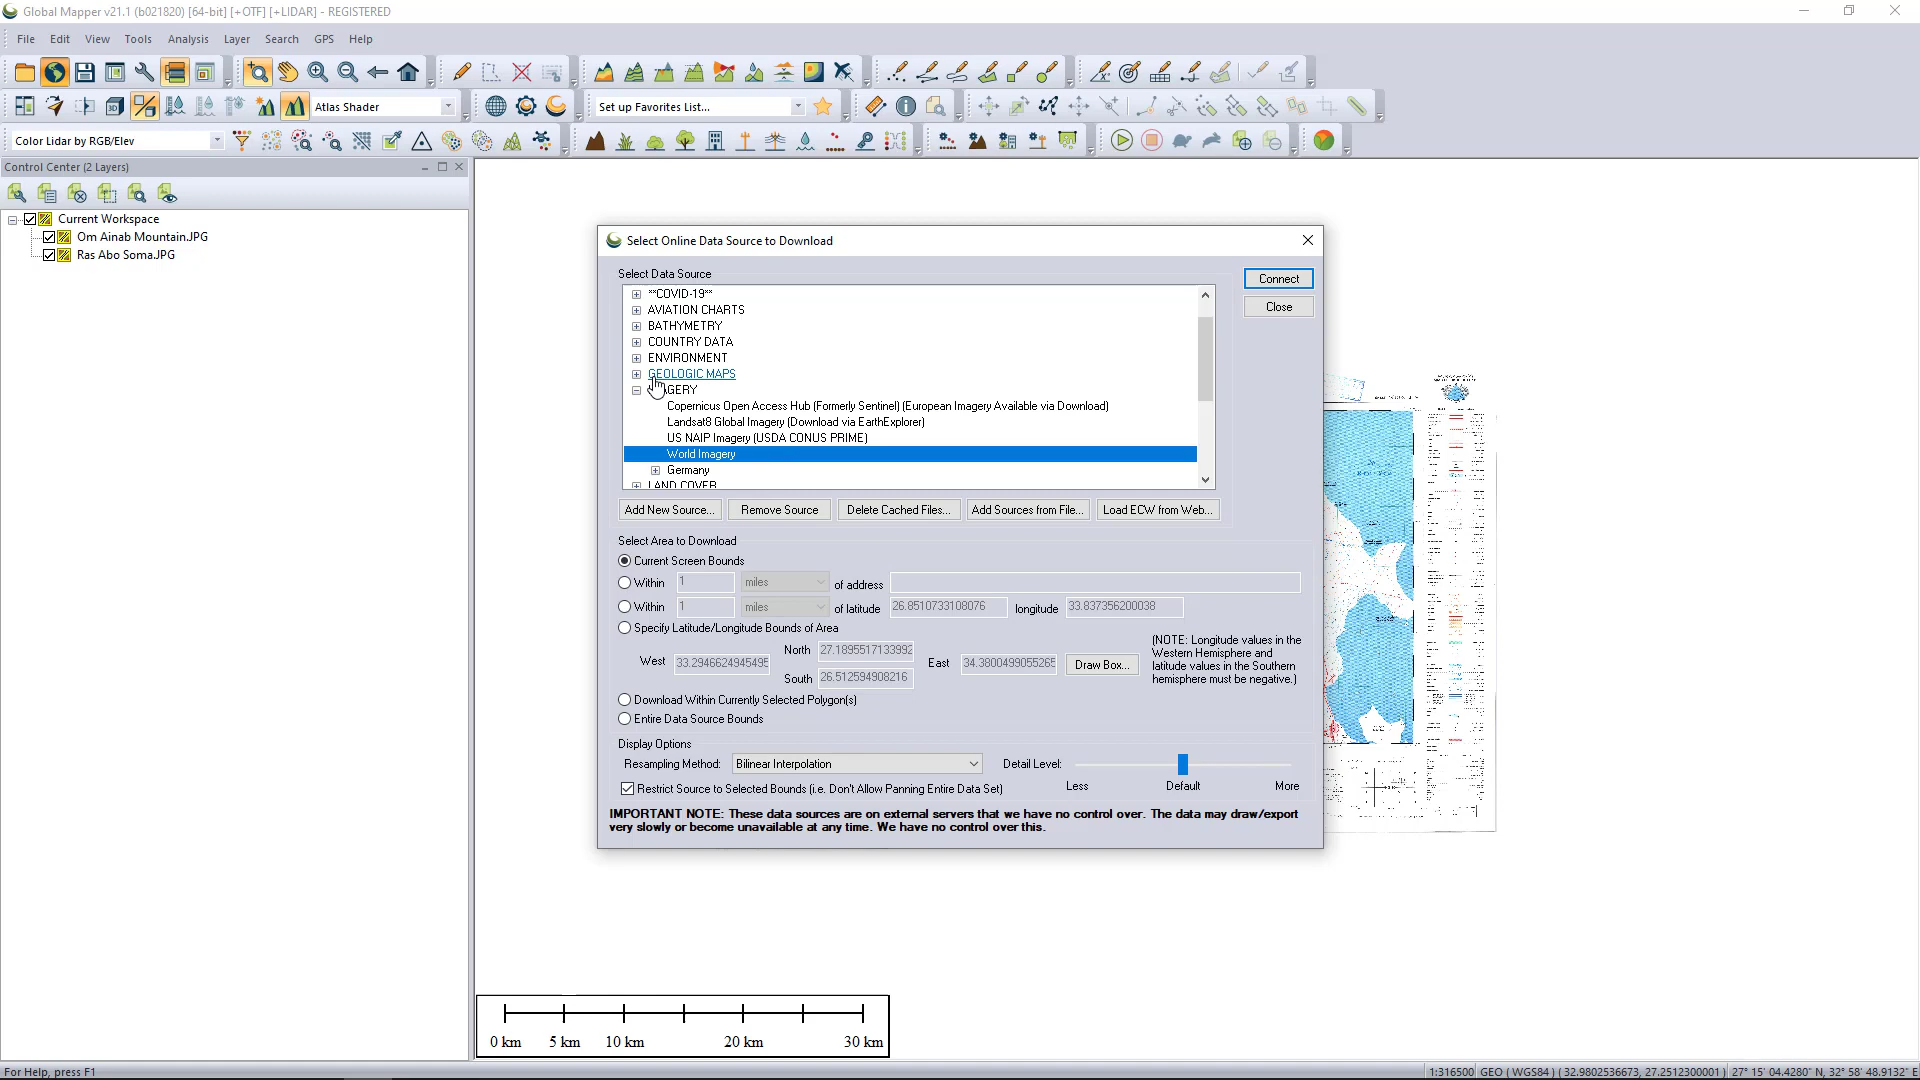 Global Mapper v21.1 (b021820) [64-bit] [+OTF] [+LIDAR] - REGISTERED
File Edit View Tools Analysis Layer Search GPS Help
Atlas Shader
Set up Favorites List...
Color Lidar by RGB/Elev
Control Center (2 Layers)
Current Workspace
Om Ainab Mountain.JPG
Ras Abo Soma.JPG
Select Online Data Source to Download
Select Data Source
Connect
Close
**COVID-19**
AVIATION CHARTS
BATHYMETRY
COUNTRY DATA
ENVIRONMENT
GEOLOGIC MAPS
AGERY
Copernicus Open Access Hub (Formerly Sentinel) (European Imagery Available via Download)
Landsat8 Global Imagery (Download via EarthExplorer)
US NAIP Imagery (USDA CONUS PRIME)
World Imagery
Germany
LAND COVER
Add New Source... Remove Source Delete Cached Files... Add Sources from File... Load ECW from Web...
Select Area to Download
Current Screen Bounds
Within 1 miles of address
Within 1 miles of latitude 26.8510733108076 longitude 33.837356200038
Specify Latitude/Longitude Bounds of Area
North 27.1895517133992
West 33.2946624945495 East 34.3800499055265 Draw Box...
South 26.512594908216
(NOTE: Longitude values in the
Western Hemisphere and
latitude values in the Southern
hemisphere must be negative.)
Download Within Currently Selected Polygon(s)
Entire Data Source Bounds
Display Options
Resampling Method: Bilinear Interpolation Detail Level:
Less Default More
Restrict Source to Selected Bounds (i.e. Don't Allow Panning Entire Data Set)
IMPORTANT NOTE: These data sources are on external servers that we have no control over. The data may draw/export
very slowly or become unavailable at any time. We have no control over this.
0 km 5 km 10 km 20 km 30 km
For Help, press F1
1:316500 GEO ( WGS84 ) ( 32.9802536673, 27.2512300001 ) 27° 15' 04.4280" N, 32° 58' 48.9132" E